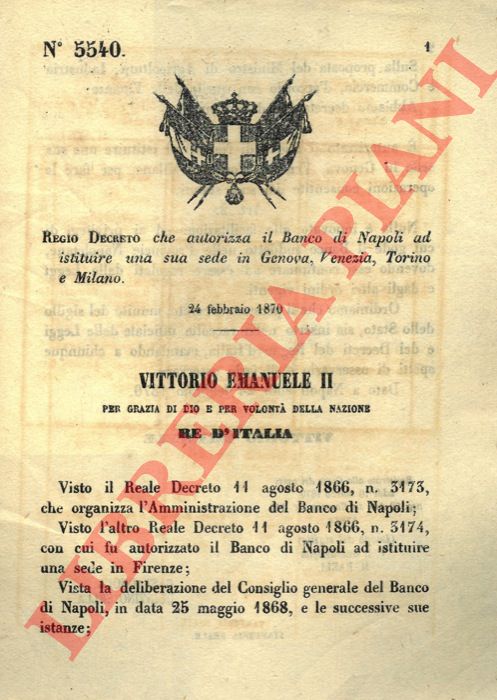 N° 5540.
1
REGIO DECRETO che autorizza il Banco di Napoli ad
istituire una sua sede in Genova, Venezia, Torino
e Milano.
24 febbraio 1870
VITTORIO EMANUELE II
PER GRAZIA DI DIO E PER VOLONTÀ DELLA NAZIONE
RE D'ITALIA
Visto il Reale Decreto 11 agosto 1866, n. 3173,
che organizza l'Amministrazione del Banco di Napoli;
Visto l'altro Reale Decreto 11 agosto 1866, n. 3174,
con cui fu autorizzato il Banco di Napoli ad istituire
una sede in Firenze;
Vista la deliberazione del Consiglio generale del Banco
di Napoli, in data 25 maggio 1868, e le successive sue
istanze;
LIBRERIA PIANI